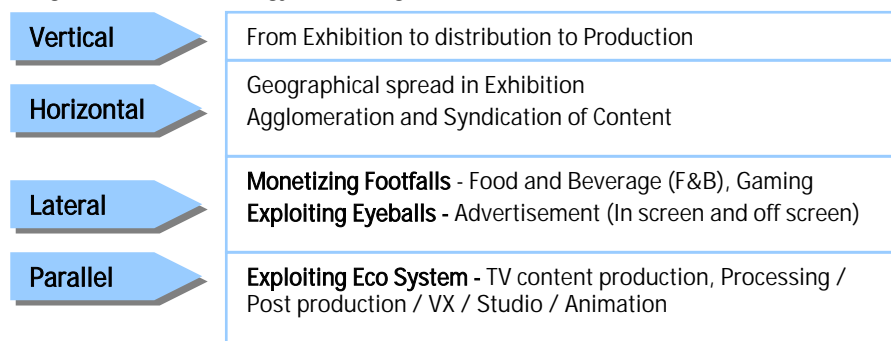 Vertical
From Exhibition to distribution to Production
Horizontal
Geographical spread in Exhibition
Agglomeration and Syndication of Content
Lateral
Monetizing Footfalls - Food and Beverage (F&B), Gaming
Exploiting Eyeballs - Advertisement (In screen and off screen)
Parallel
Exploiting Eco System - TV content production, Processing /
Post production / VX / Studio / Animation